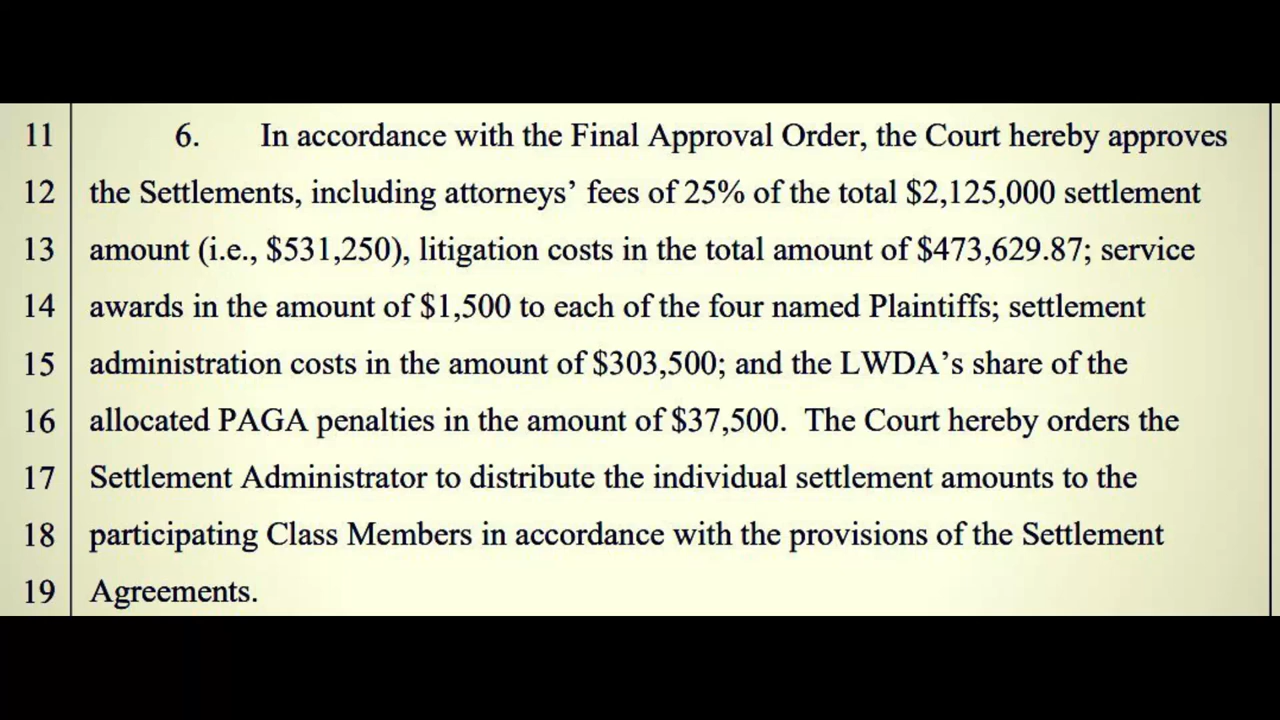 11 6. In accordance with the Final Approval Order, the Court hereby approves
12 the Settlements, including attorneys’ fees of 25% of the total $2,125,000 settlement
13 amount (i.e., $531,250), litigation costs in the total amount of $473,629.87; service
14 awards in the amount of $1,500 to each of the four named Plaintiffs; settlement
15 administration costs in the amount of $303,500; and the LWDA’s share of the
16 allocated PAGA penalties in the amount of $37,500. The Court hereby orders the
17 Settlement Administrator to distribute the individual settlement amounts to the
18 participating Class Members in accordance with the provisions of the Settlement
19 Agreements.